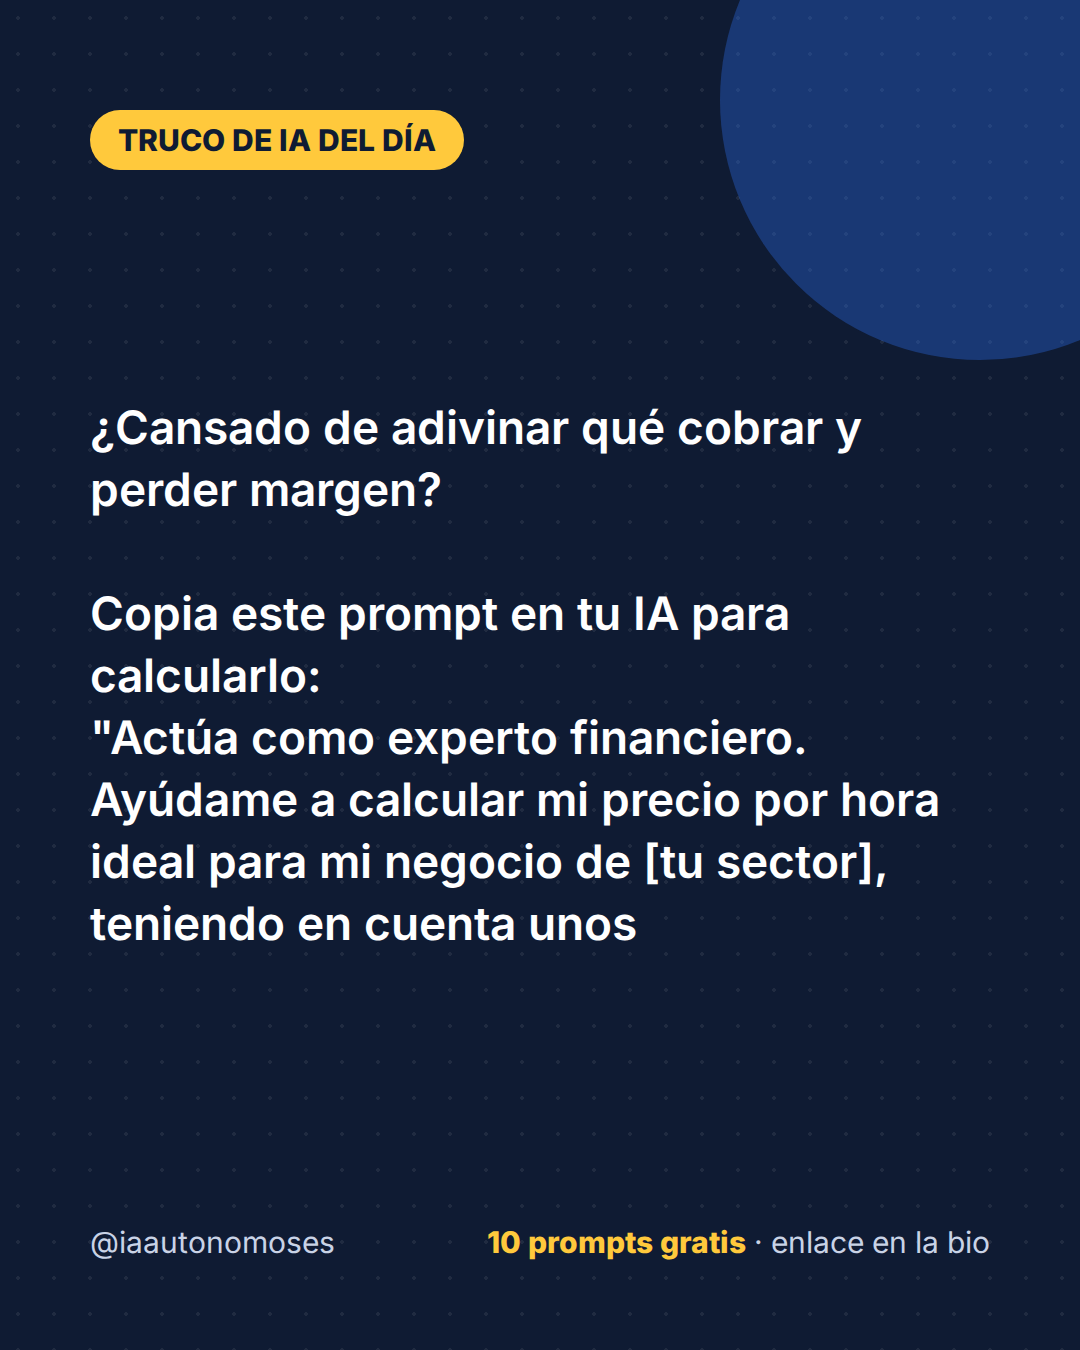 TRUCO DE IA DEL DÍA
¿Cansado de adivinar qué cobrar y
perder margen?
Copia este prompt en tu IA para
calcularlo:
"Actúa como experto financiero.
Ayúdame a calcular mi precio por hora
ideal para mi negocio de [tu sector],
teniendo en cuenta unos
@iaautonomoses
10 prompts gratis · enlace en la bio